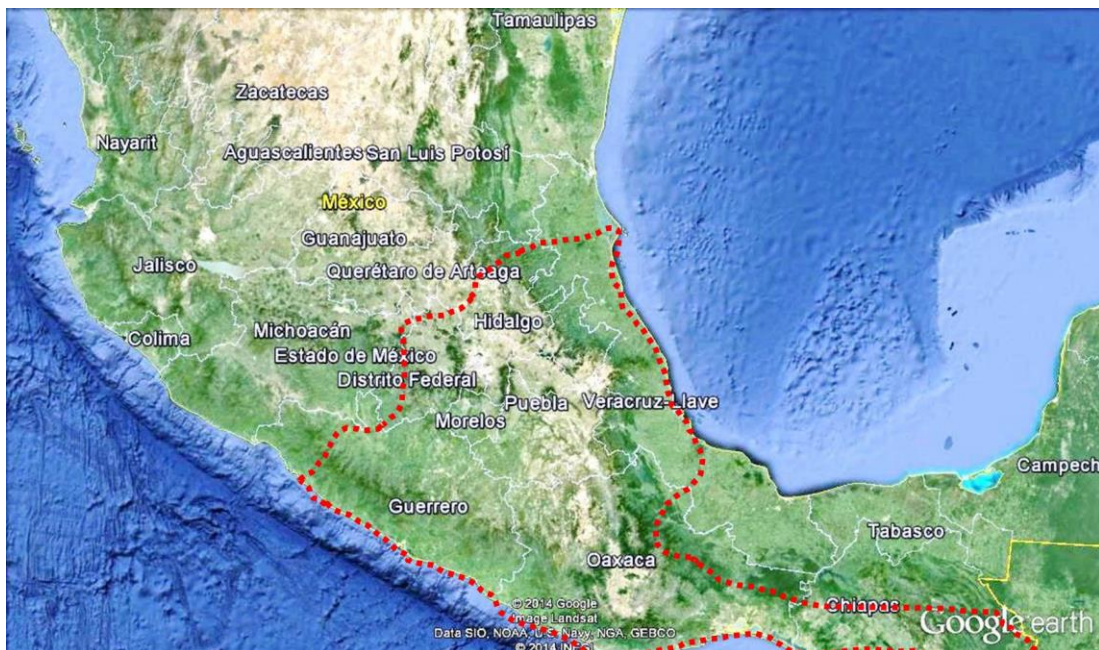 Tamaulipas
Zacatecas
Nayarit
Aguascalientes San Luis Potosí
México
Guanajuato
Jalisco
Querétaro de Arteaga
Hidalgo
Michoacán
Colima
Estado de México
Distrito Federal
Puebla
Veracruz-Llave
Morelos
Campech
Guerrero
Tabasco
Oaxaca
Chiapas
© 2014 Google
Image Landsat
Data SIO, NOAA, U.S. Navy, NGA, GEBCO
© 2014 INEGI
Google earth